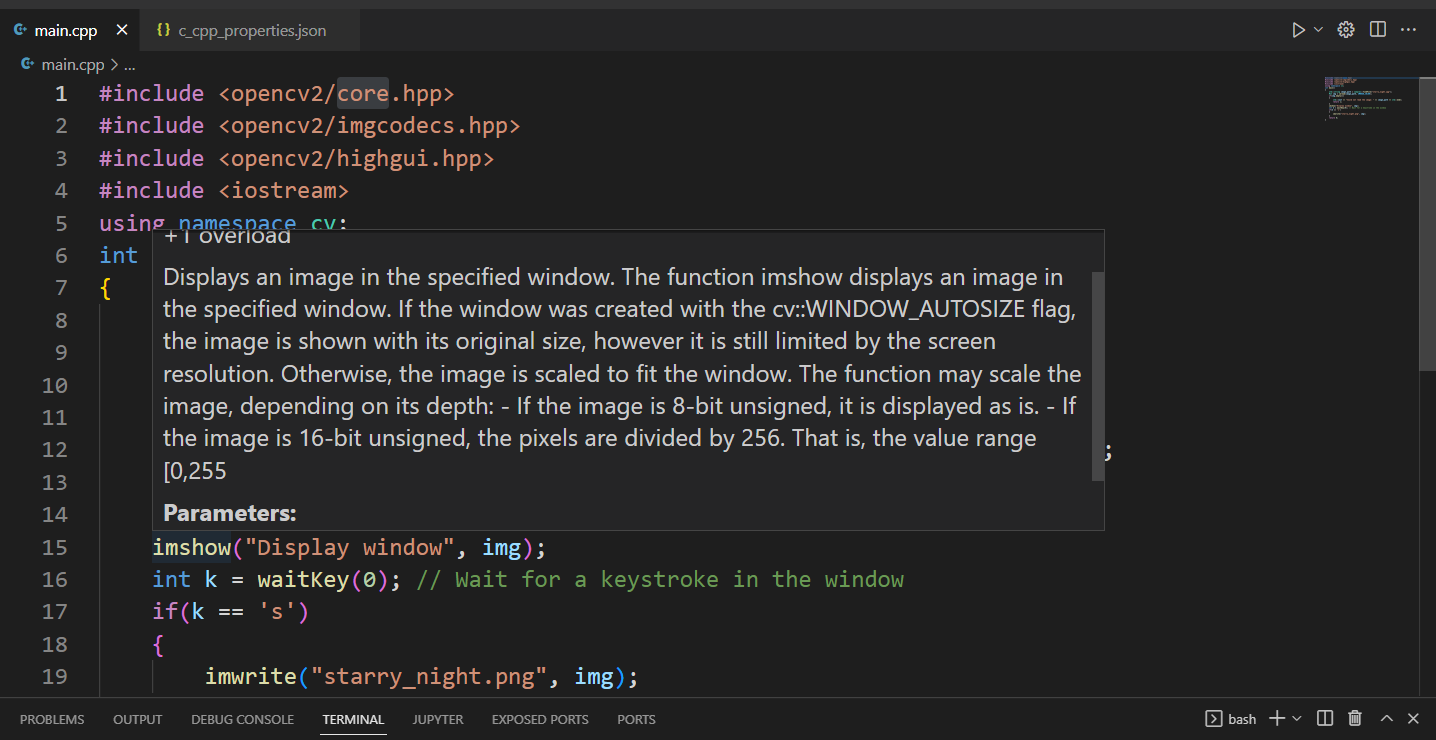 main.cpp
c_cpp_properties.json
main.cpp > ...
1 #include <opencv2/core.hpp>
2 #include <opencv2/imgcodecs.hpp>
3 #include <opencv2/highgui.hpp>
4 #include <iostream>
5 using namespace cv;
6 int
7 {
+1 overload
Displays an image in the specified window. The function imshow displays an image in
8
the specified window. If the window was created with the cv::WINDOW_AUTOSIZE flag,
9
the image is shown with its original size, however it is still limited by the screen
10
resolution. Otherwise, the image is scaled to fit the window. The function may scale the
11
image, depending on its depth: - If the image is 8-bit unsigned, it is displayed as is. - If
12 ;
the image is 16-bit unsigned, the pixels are divided by 256. That is, the value range
13
[0,255
14
Parameters:
15 imshow("Display window", img);
16 int k = waitKey(0); // Wait for a keystroke in the window
17 if(k == 's')
18 {
19 imwrite("starry_night.png", img);
PROBLEMS OUTPUT DEBUG CONSOLE TERMINAL JUPYTER EXPOSED PORTS PORTS
bash